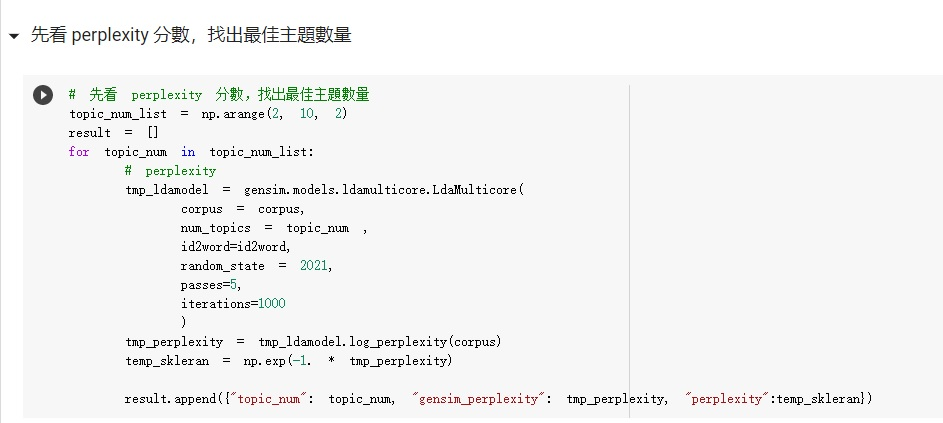 先看 perplexity 分數，找出最佳主題數量
# 先看 perplexity 分數，找出最佳主題數量
topic_num_list = np.arange(2, 10, 2)
result = []
for topic_num in topic_num_list:
# perplexity
tmp_ldamodel = gensim.models.ldamulticore.LdaMulticore(
corpus = corpus,
num_topics = topic_num ,
id2word=id2word,
random_state = 2021,
passes=5,
iterations=1000
)
tmp_perplexity = tmp_ldamodel.log_perplexity(corpus)
temp_skleran = np.exp(-1. * tmp_perplexity)
result.append({"topic_num": topic_num, "gensim_perplexity": tmp_perplexity, "perplexity":temp_skleran})